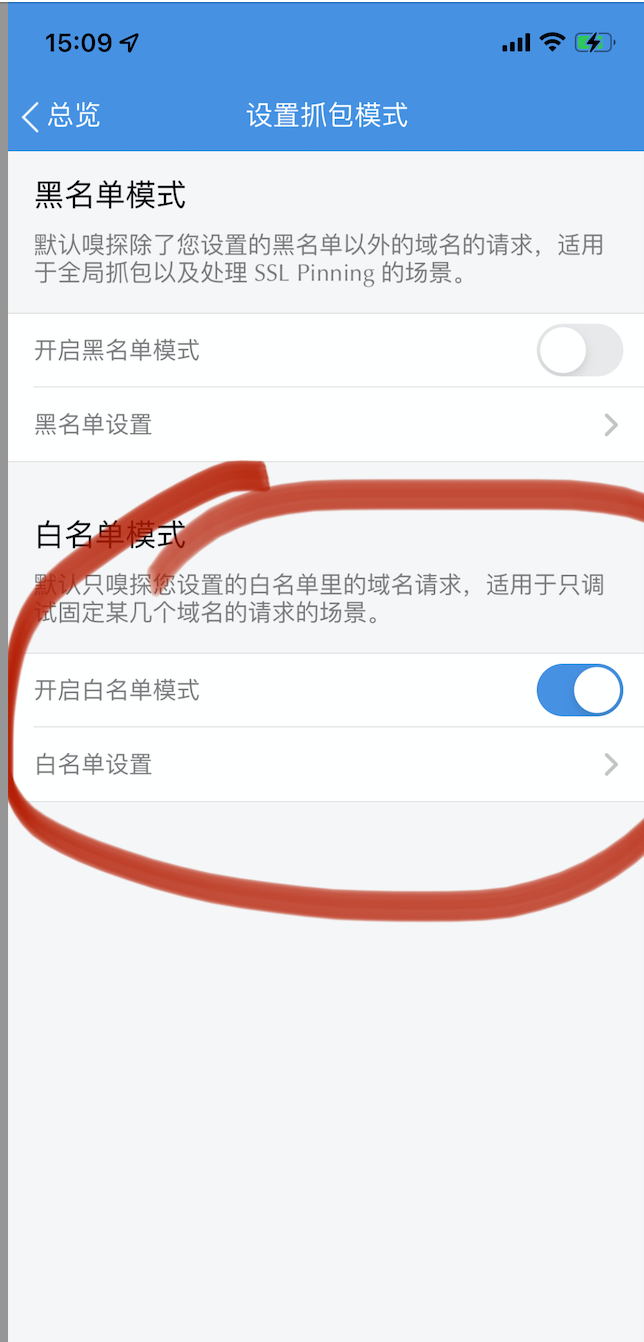 15:09
总览
设置抓包模式
黑名单模式
默认嗅探除了您设置的黑名单以外的域名的请求，适用
于全局抓包以及处理 SSL Pinning 的场景。
开启黑名单模式
黑名单设置
白名单模式
默认只嗅探您设置的白名单里的域名请求，适用于只调
试固定某几个域名的请求的场景。
开启白名单模式
白名单设置